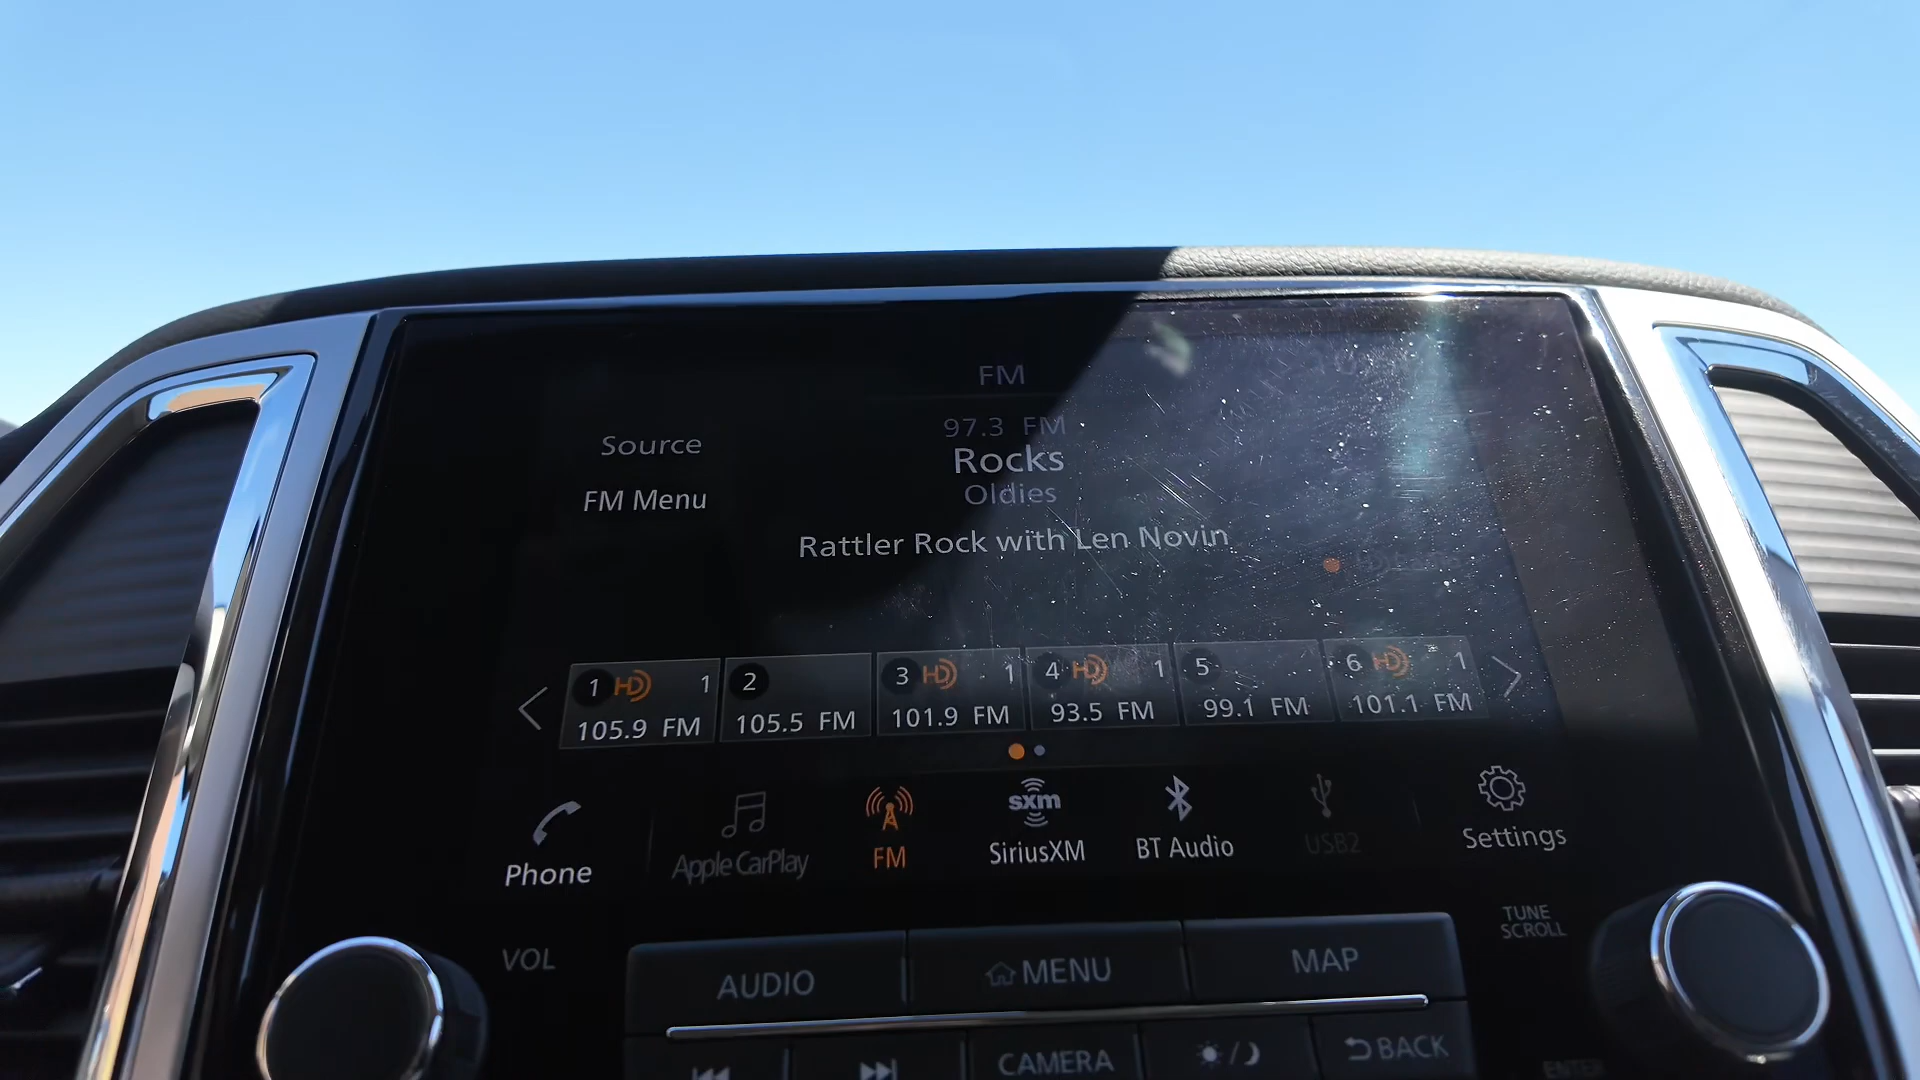 FM
97.3 FM
Source
Rocks
Oldies
FM Menu
Rattler Rock with Len Novin
1 HD 1
105.9 FM
2
105.5 FM
3 HD 1
101.9 FM
4 HD 1
93.5 FM
5
99.1 FM
6 HD 1
101.1 FM
Phone
Apple CarPlay
FM
sxm
SiriusXM
BT Audio
USB2
Settings
VOL
TUNE
SCROLL
AUDIO
MENU
MAP
CAMERA
BACK
ENTER